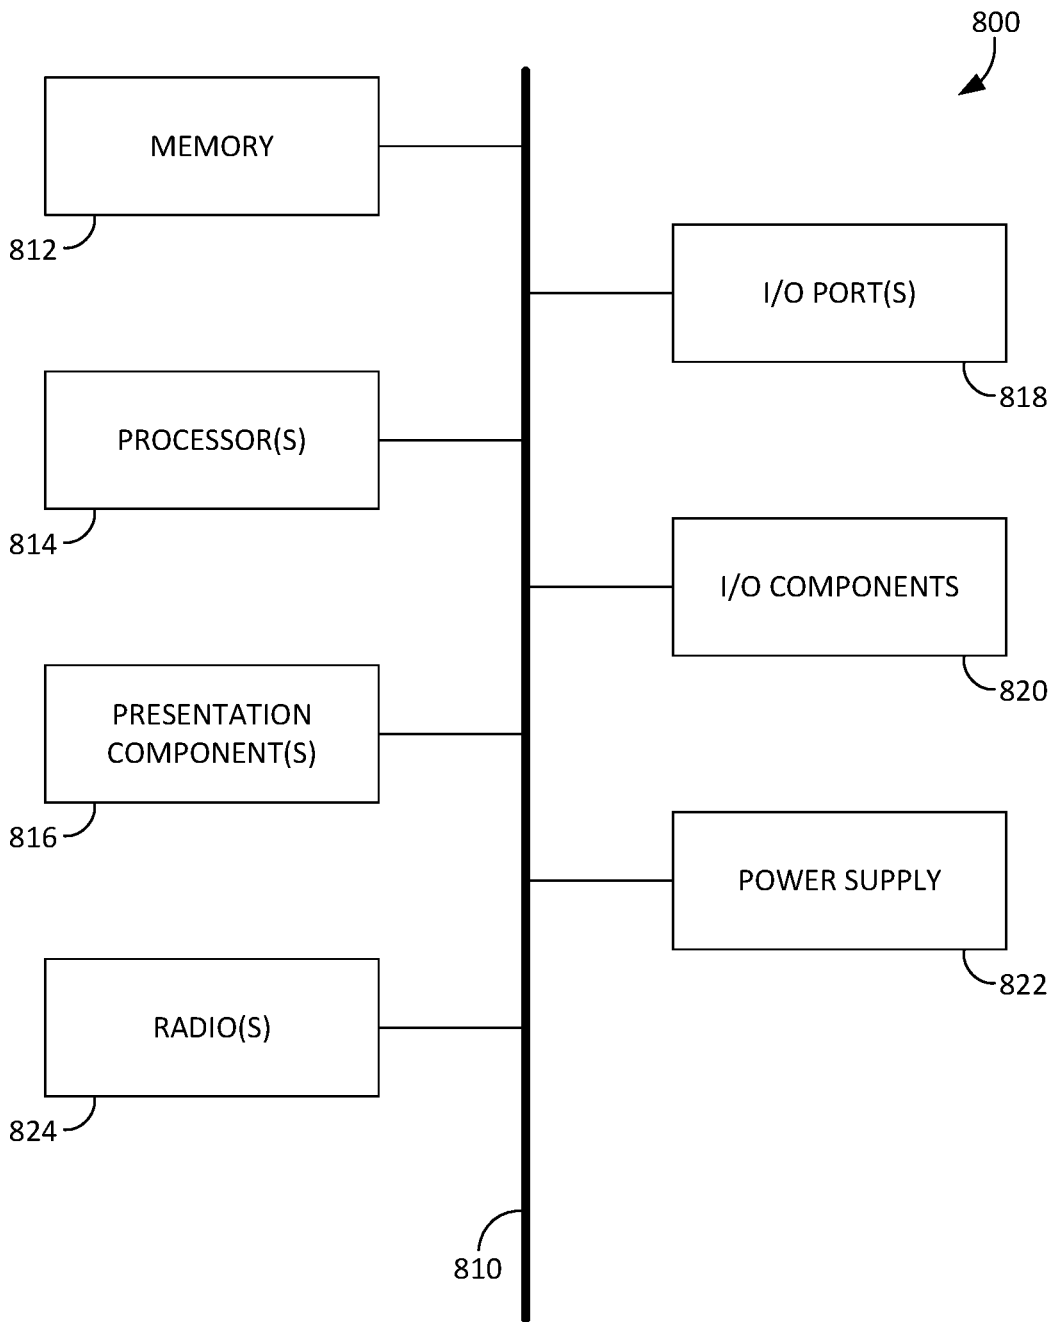 800
MEMORY
812
I/O PORT(S)
818
PROCESSOR(S)
814
I/O COMPONENTS
820
PRESENTATION
COMPONENT(S)
816
POWER SUPPLY
822
RADIO(S)
824
810